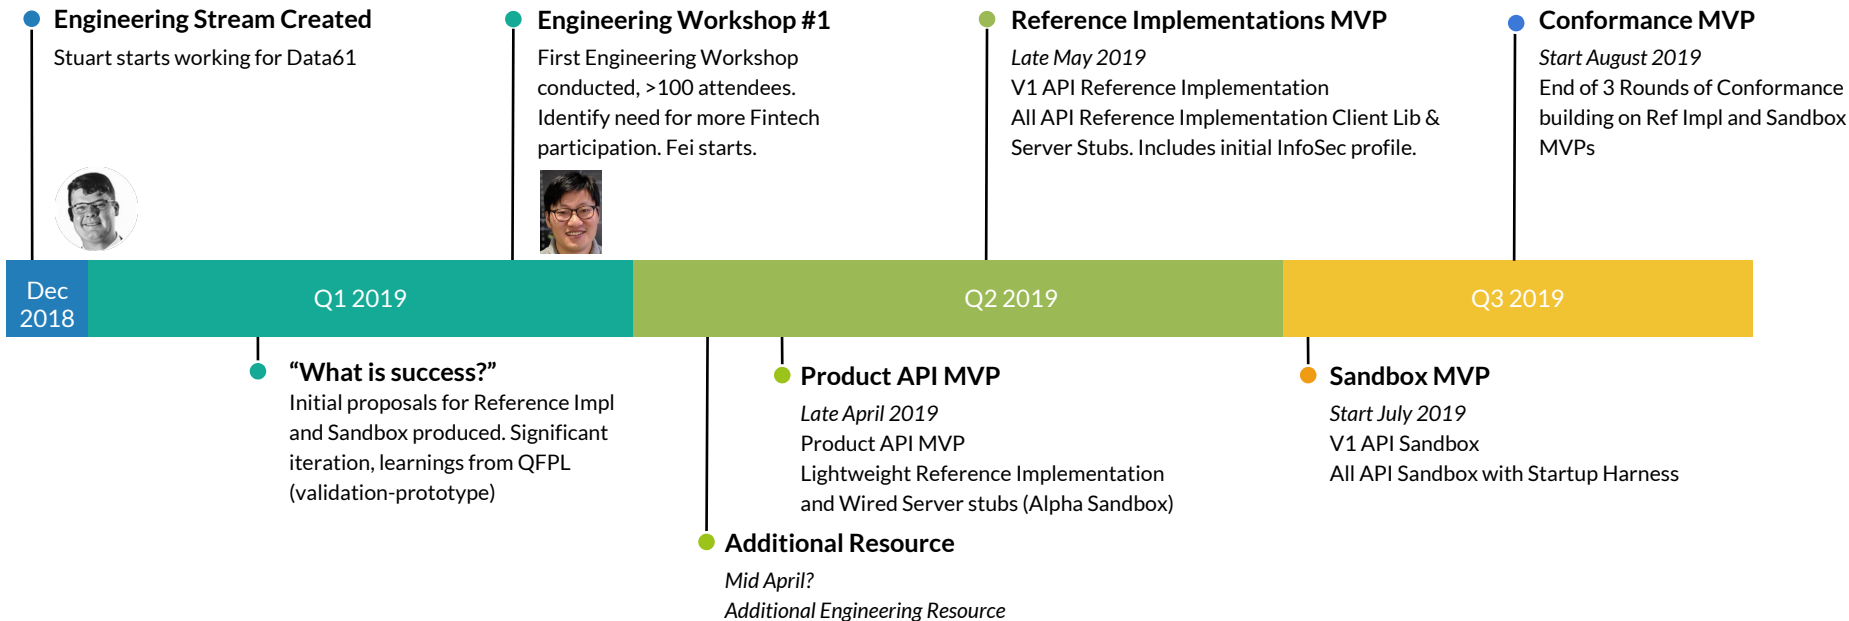 Engineering Stream Created
Stuart starts working for Data61
Engineering Workshop #1
First Engineering Workshop
conducted, >100 attendees.
Identify need for more Fintech
participation. Fei starts.
Reference Implementations MVP
Late May 2019
V1 API Reference Implementation
All API Reference Implementation Client Lib &
Server Stubs. Includes initial InfoSec profile.
Conformance MVP
Start August 2019
End of 3 Rounds of Conformance
building on Ref Impl and Sandbox
MVPs
Dec
2018
Q1 2019
Q2 2019
Q3 2019
“What is success?”
Initial proposals for Reference Impl
and Sandbox produced. Significant
iteration, learnings from QFPL
(validation-prototype)
Product API MVP
Late April 2019
Product API MVP
Lightweight Reference Implementation
and Wired Server stubs (Alpha Sandbox)
Additional Resource
Mid April?
Additional Engineering Resource
Sandbox MVP
Start July 2019
V1 API Sandbox
All API Sandbox with Startup Harness